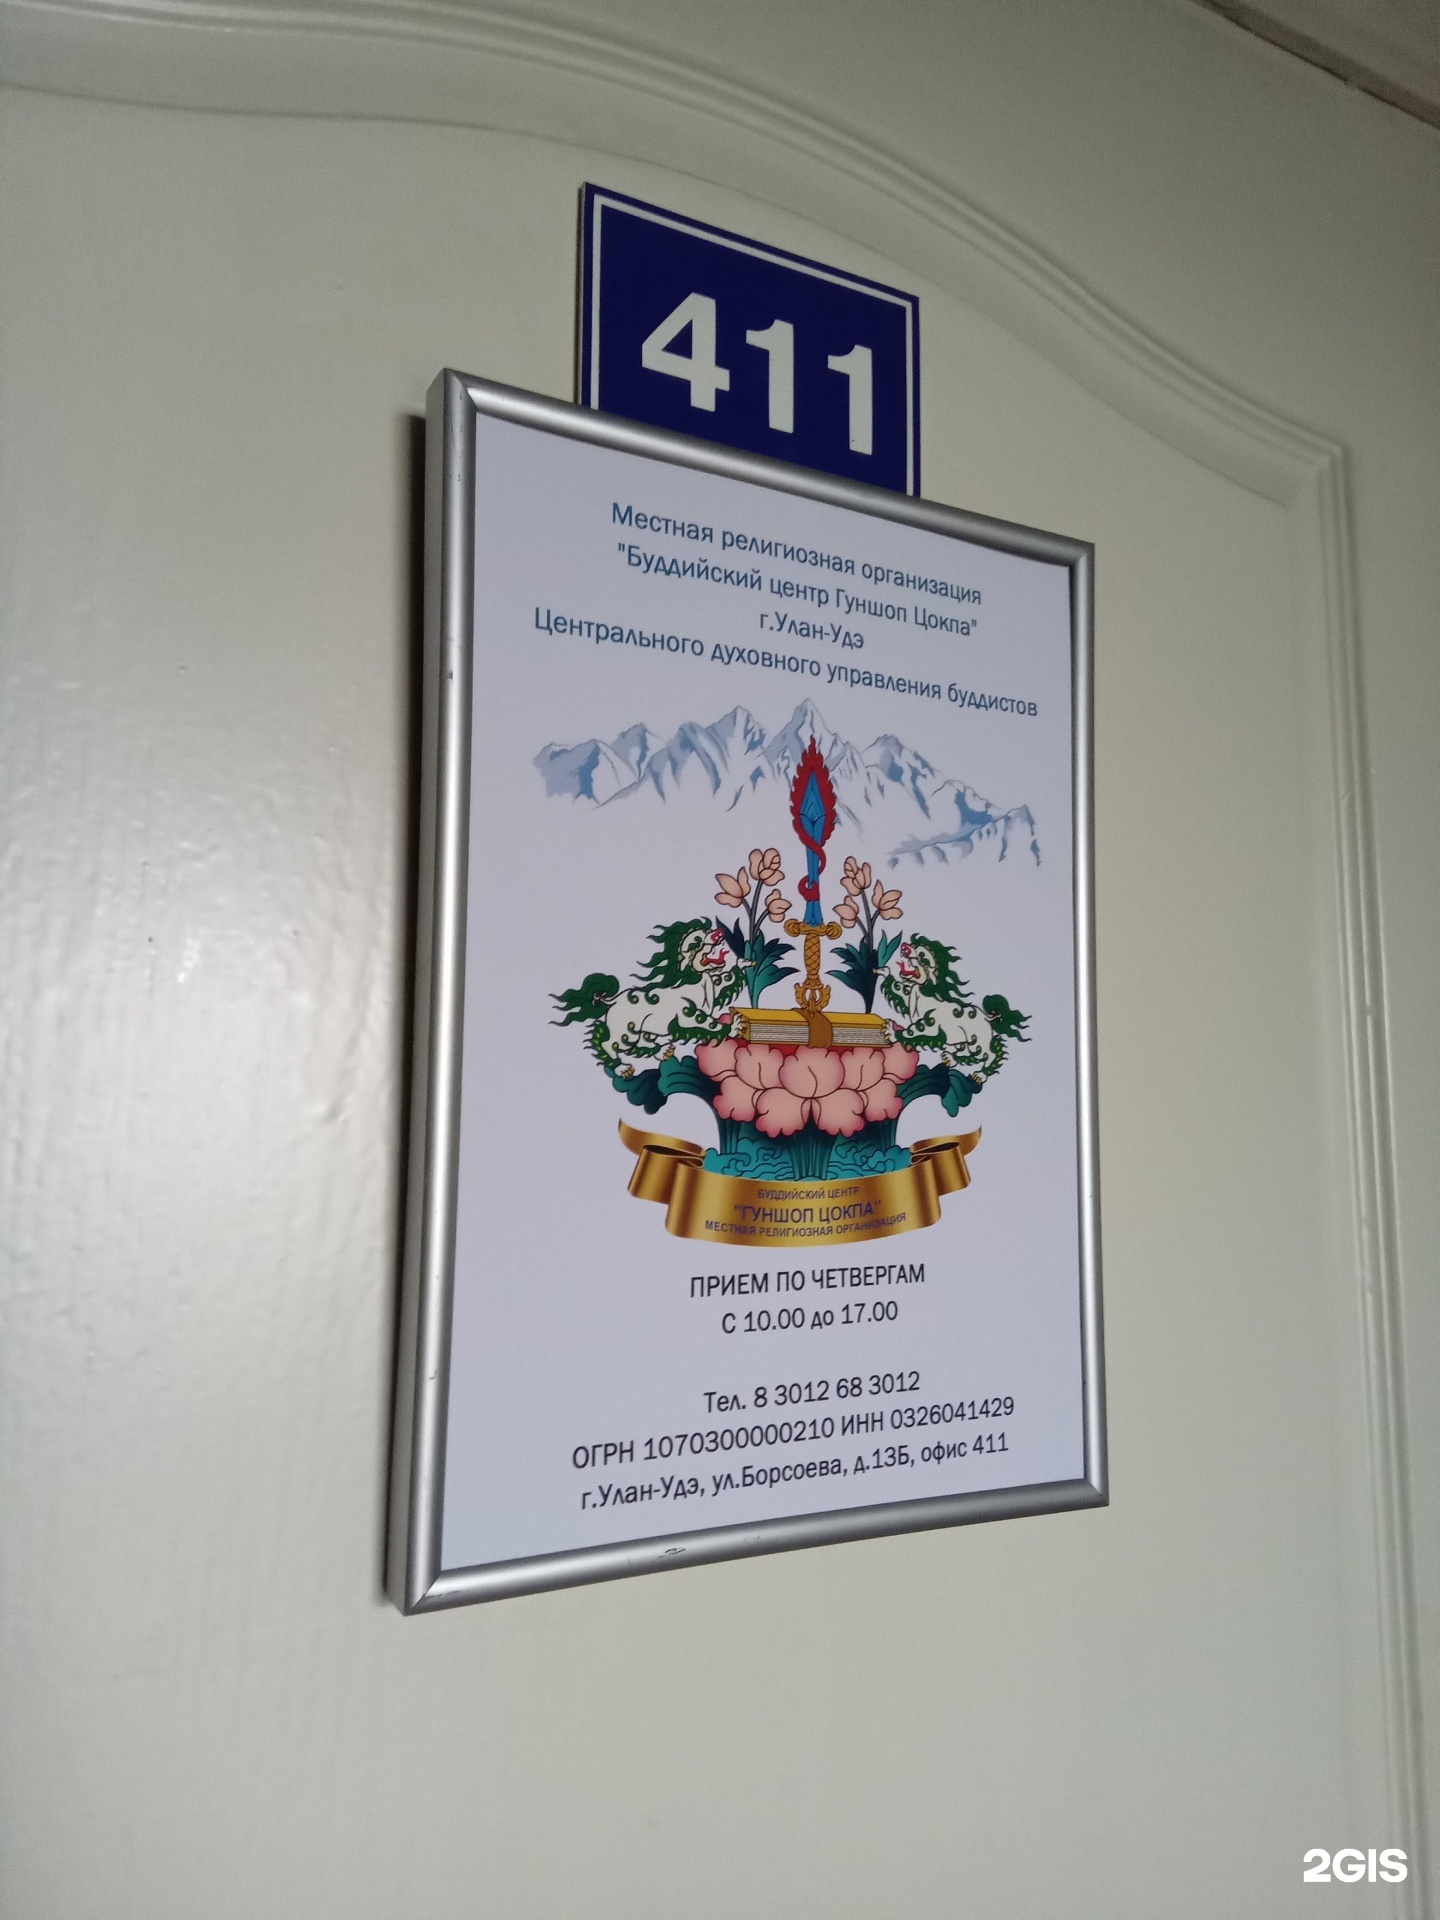 411
Местная религиозная организация
"Буддийский центр Гуншоп Цокпа"
г.Улан-Удэ
Центрального духовного управления буддистов
БУДДИЙСКИЙ ЦЕНТР
"ГУНШОП ЦОКПА"
МЕСТНАЯ РЕЛИГИОЗНАЯ ОРГАНИЗАЦИЯ
ПРИЕМ ПО ЧЕТВЕРГАМ
С 10.00 до 17.00
Тел. 8 3012 68 3012
ОГРН 1070300000210 ИНН 0326041429
г.Улан-Удэ, ул.Борсоева, д.13Б, офис 411
2GIS